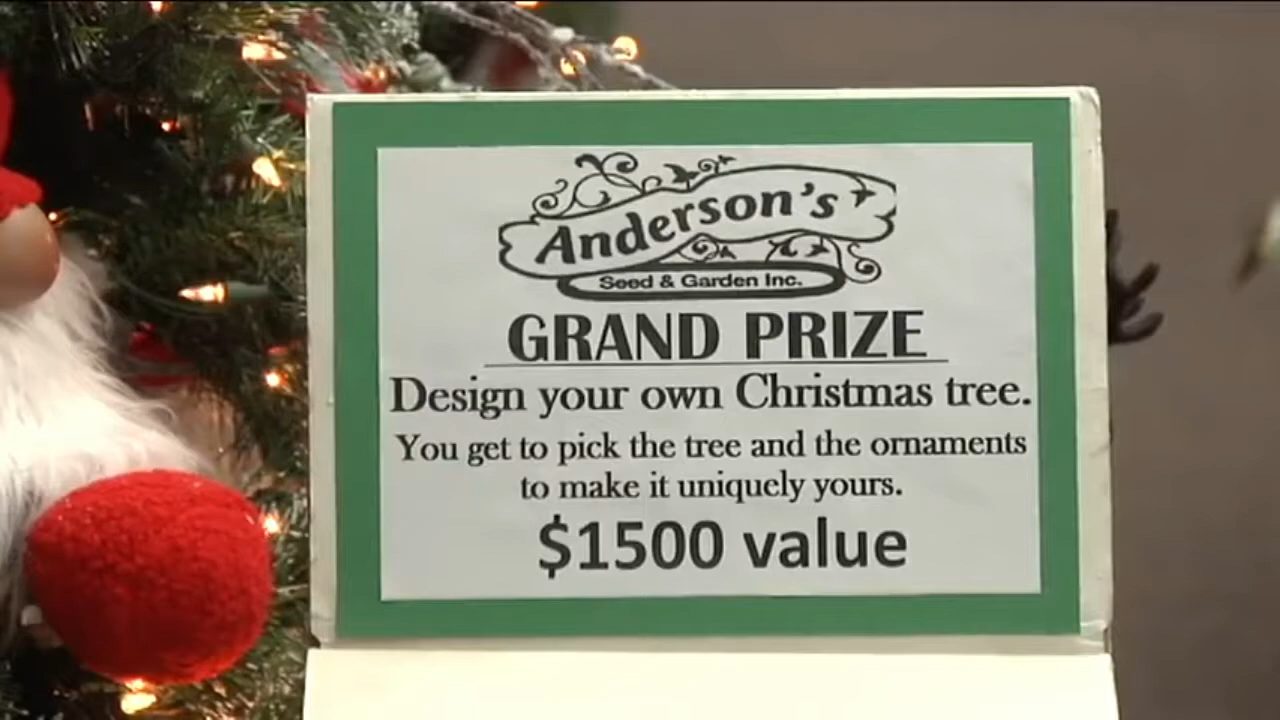 Anderson's
Seed & Garden Inc.
GRAND PRIZE
Design your own Christmas tree.
You get to pick the tree and the ornaments
to make it uniquely yours.
$1500 value